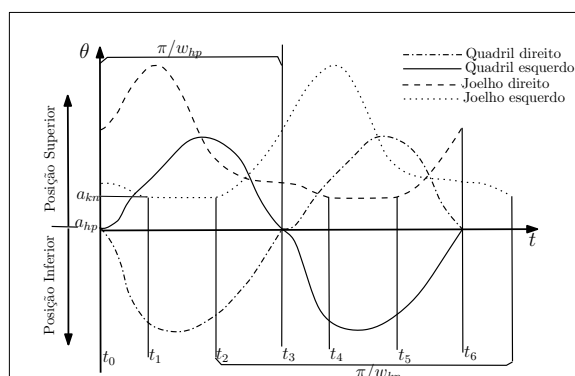 θ
π/w_hp
Quadril direito
Quadril esquerdo
Joelho direito
Joelho esquerdo
Posição Superior
a_kn
a_hp
t
Posição Inferior
t_0
t_1
t_2
t_3
t_4
t_5
t_6
π/w_hp